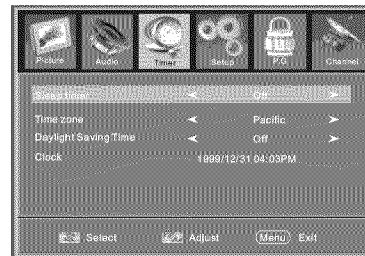 Picture Audio Timer Setup P.G Channel
Sleep timer Off
Time zone Pacific
Daylight Saving Time Off
Clock 1999/12/31 04:03PM
Select Adjust Menu Exit